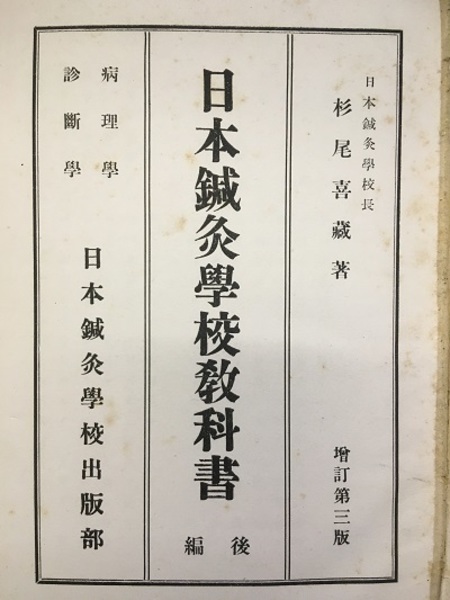 日本鍼灸學校長
杉尾喜藏著
增訂第三版
日本鍼灸學校教科書
後編
病理學
診斷學
日本鍼灸學校出版部